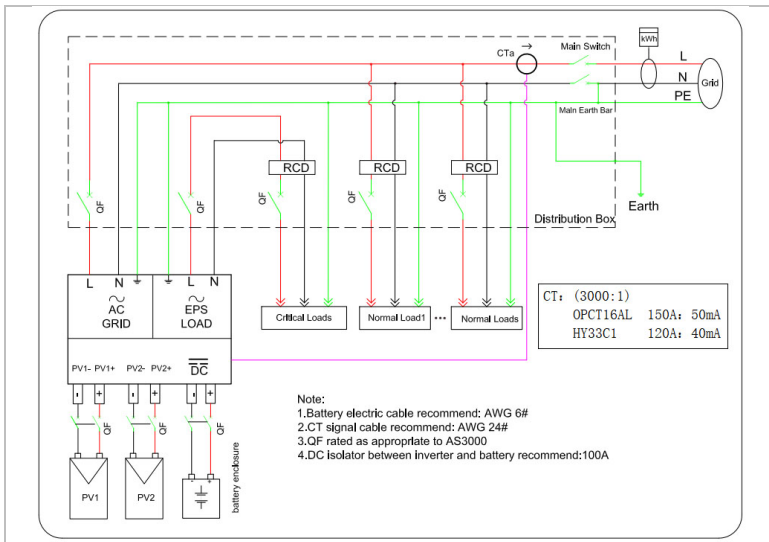 kWh
CTa
Main Switch
L
N
PE
Grid
Main Earth Bar
RCD
RCD
RCD
QF
QF
QF
QF
QF
Earth
Distribution Box
L
N
L
N
AC
GRID
EPS
LOAD
Critical Loads
Normal Load1
•••
Normal Loads
CT: (3000:1)
OPCT16AL 150A: 50mA
HY33C1 120A: 40mA
PV1- PV1+ PV2- PV2+ DC
- + - + - +
QF
QF
QF
PV1
PV2
- +
battery enclosure
Note:
1.Battery electric cable recommend: AWG 6#
2.CT signal cable recommend: AWG 24#
3.QF rated as appropriate to AS3000
4.DC isolator between inverter and battery recommend:100A